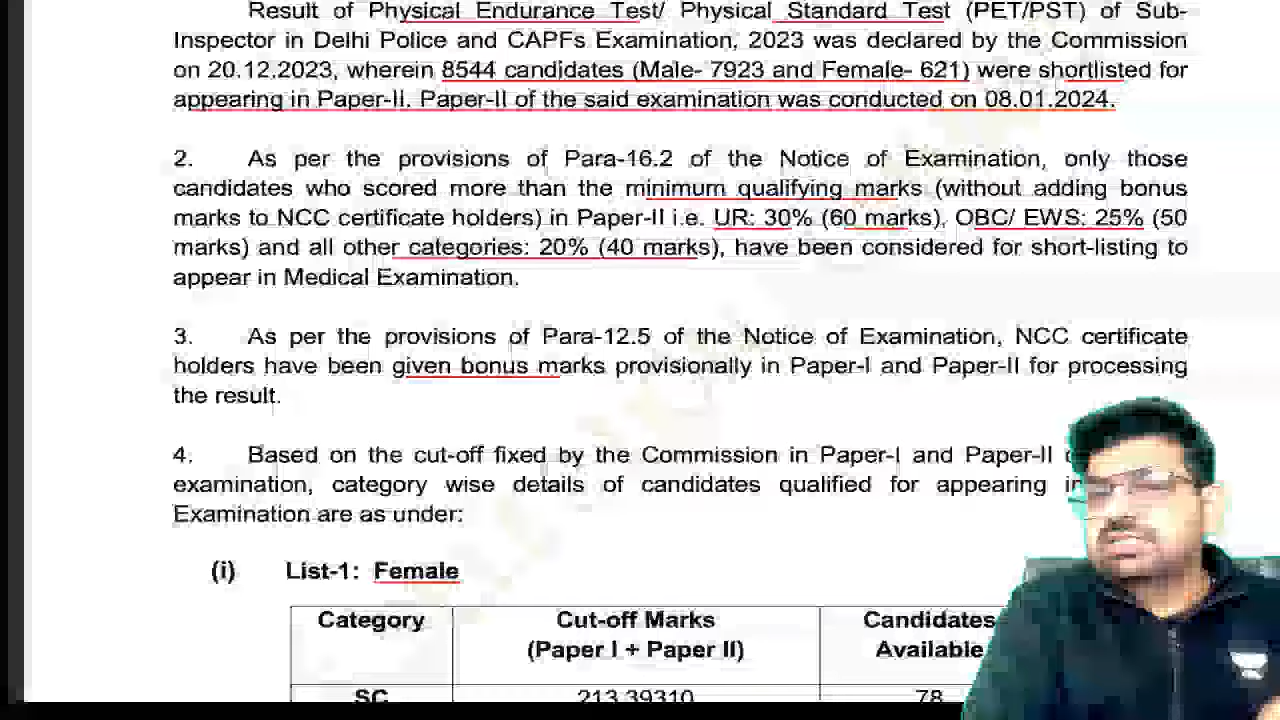 Result of Physical Endurance Test/ Physical Standard Test (PET/PST) of Sub-
Inspector in Delhi Police and CAPFs Examination, 2023 was declared by the Commission
on 20.12.2023, wherein 8544 candidates (Male- 7923 and Female- 621) were shortlisted for
appearing in Paper-II. Paper-II of the said examination was conducted on 08.01.2024.
2. As per the provisions of Para-16.2 of the Notice of Examination, only those
candidates who scored more than the minimum qualifying marks (without adding bonus
marks to NCC certificate holders) in Paper-II i.e. UR: 30% (60 marks), OBC/ EWS: 25% (50
marks) and all other categories: 20% (40 marks), have been considered for short-listing to
appear in Medical Examination.
3. As per the provisions of Para-12.5 of the Notice of Examination, NCC certificate
holders have been given bonus marks provisionally in Paper-I and Paper-II for processing
the result.
4. Based on the cut-off fixed by the Commission in Paper-I and Paper-II
examination, category wise details of candidates qualified for appearing in
Examination are as under:
(i) List-1: Female
Category Cut-off Marks Candidates
(Paper I + Paper II) Available
SC 213.39310 78